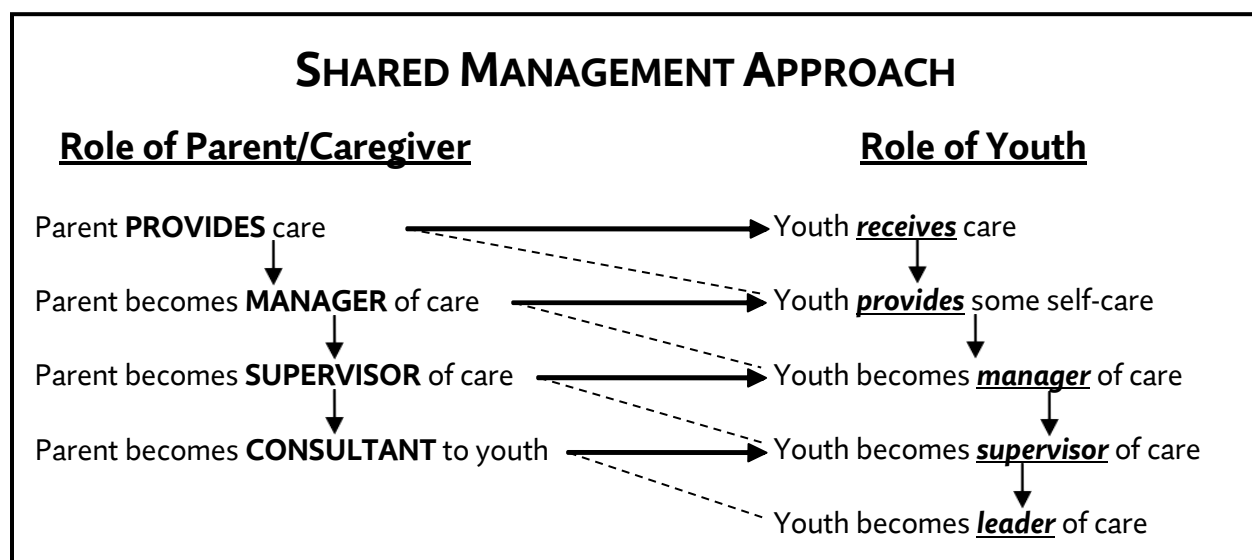 SHARED MANAGEMENT APPROACH
Role of Parent/Caregiver
Role of Youth
Parent PROVIDES care
Youth receives care
Parent becomes MANAGER of care
Youth provides some self-care
Parent becomes SUPERVISOR of care
Youth becomes manager of care
Parent becomes CONSULTANT to youth
Youth becomes supervisor of care
Youth becomes leader of care